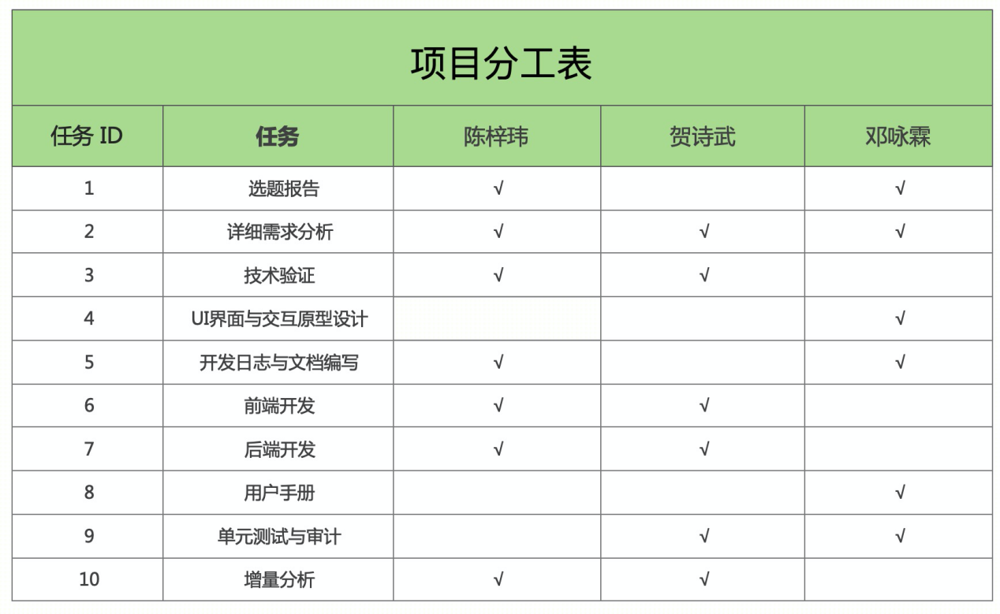 项目分工表
任务 ID 任务 陈梓玮 贺诗武 邓咏霖
1 选题报告 √ √
2 详细需求分析 √ √ √
3 技术验证 √ √
4 UI界面与交互原型设计 √
5 开发日志与文档编写 √ √
6 前端开发 √ √
7 后端开发 √ √
8 用户手册 √
9 单元测试与审计 √ √
10 增量分析 √ √